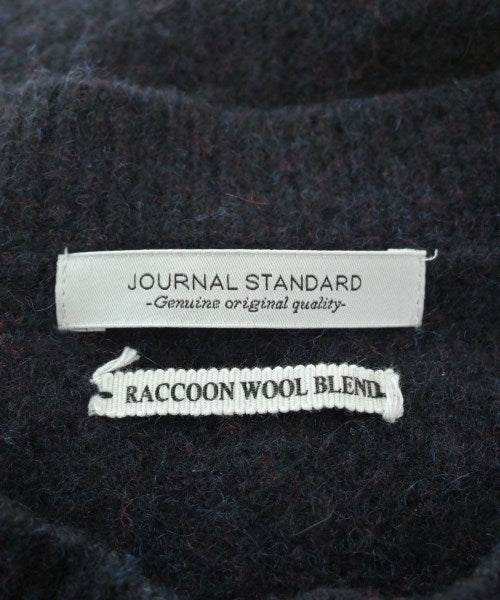 JOURNAL STANDARD
-Genuine original quality-
RACCOON WOOL BLEND